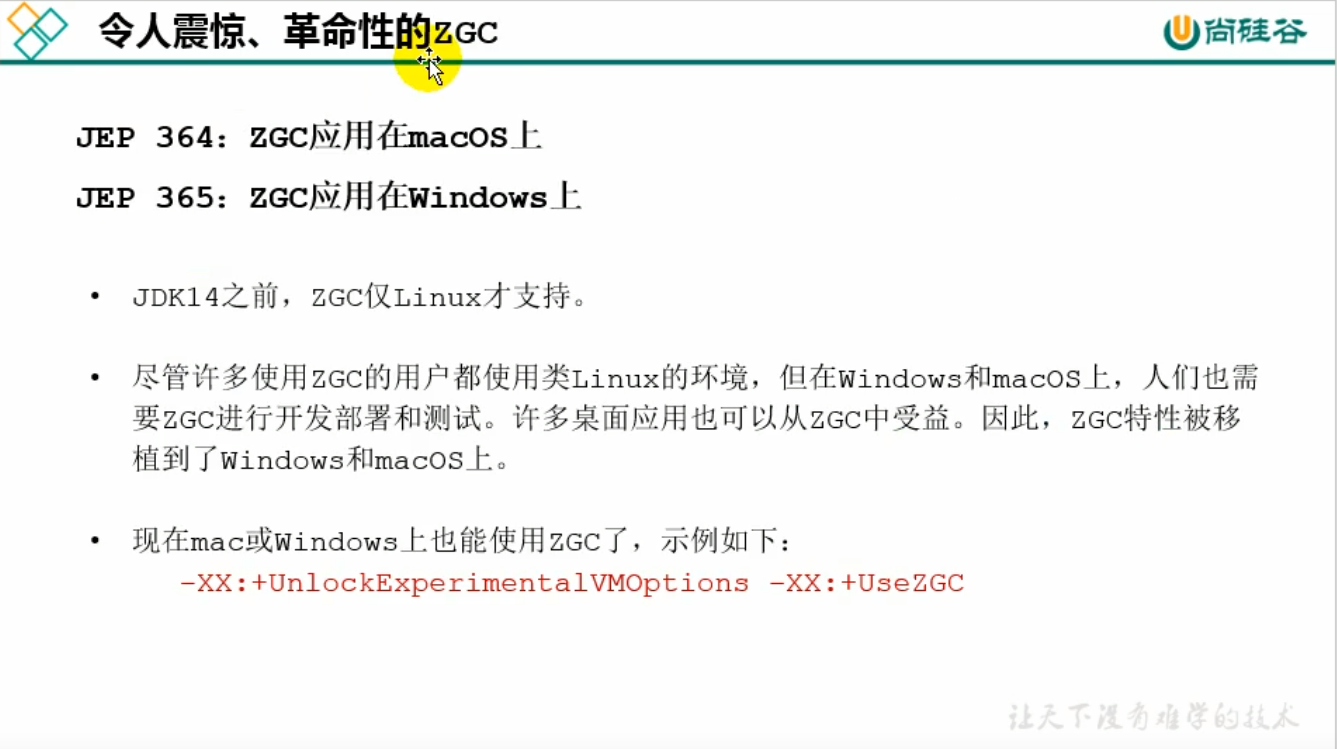 令人震惊、革命性的ZGC
尚硅谷
JEP 364：ZGC应用在macOS上
JEP 365：ZGC应用在Windows上
• JDK14之前，ZGC仅Linux才支持。
• 尽管许多使用ZGC的用户都使用类Linux的环境，但在Windows和macOS上，人们也需
要ZGC进行开发部署和测试。许多桌面应用也可以从ZGC中受益。因此，ZGC特性被移
植到了Windows和macOS上。
• 现在mac或Windows上也能使用ZGC了，示例如下：
-XX:+UnlockExperimentalVMOptions -XX:+UseZGC
让天下没有难学的技术